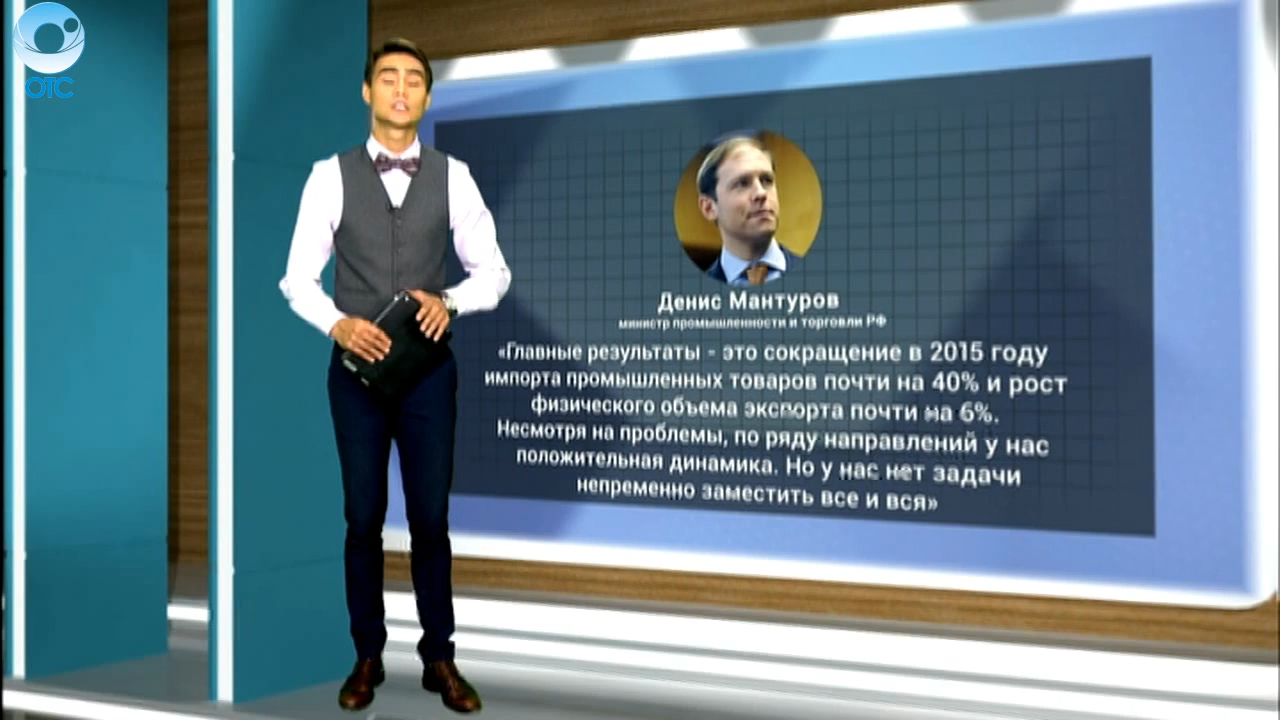 ОТС
Денис Мантуров
министр промышленности и торговли РФ
«Главные результаты - это сокращение в 2015 году
импорта промышленных товаров почти на 40% и рост
физического объема экспорта почти на 6%.
Несмотря на проблемы, по ряду направлений у нас
положительная динамика. Но у нас нет задачи
непременно заместить все и вся»